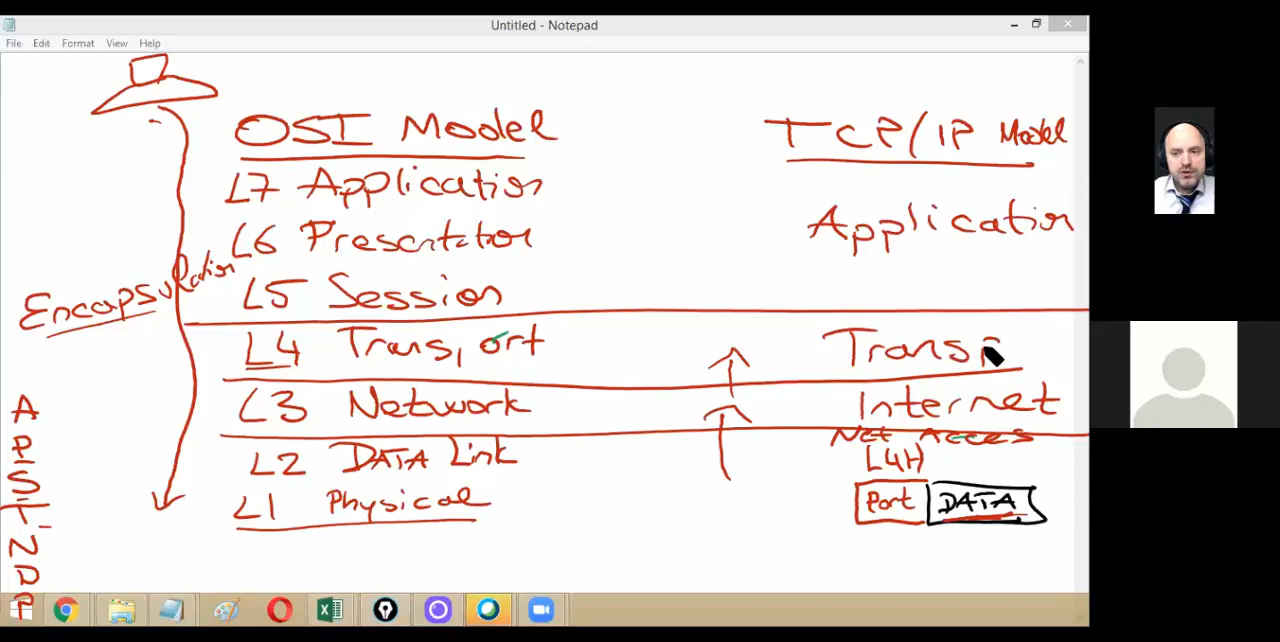 Untitled - Notepad
File Edit Format View Help
OSI Model
TCP/IP Model
L7 Application
Application
L6 Presentation
Encapsulation
L5 Session
L4 Transport
Trans
L3 Network
Internet
Net Acces
L2 DATA Link
L4H
L1 Physical
Port DATA
A
P
S
T
N
D
P